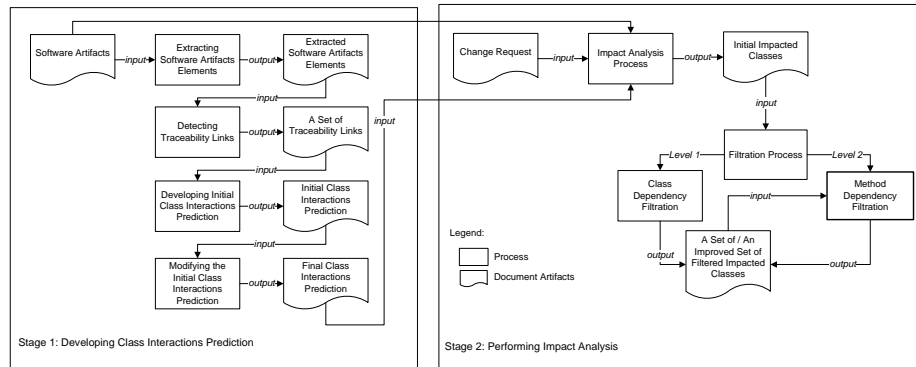 Software Artifacts
input
Extracting
Software Artifacts
Elements
output
Extracted
Software Artifacts
Elements
input
Detecting
Traceability Links
output
A Set of
Traceability Links
input
Developing Initial
Class Interactions
Prediction
output
Initial Class
Interactions
Prediction
input
Modifying the
Initial Class
Interactions Prediction
output
Final Class
Interactions
Prediction
input
Stage 1: Developing Class Interactions Prediction
Change Request
input
Impact Analysis
Process
output
Initial Impacted
Classes
input
Filtration Process
Level 1
Level 2
Class
Dependency
Filtration
input
Method
Dependency
Filtration
output
A Set of / An
Improved Set of
Filtered Impacted
Classes
output
Legend:
Process
Document Artifacts
Stage 2: Performing Impact Analysis